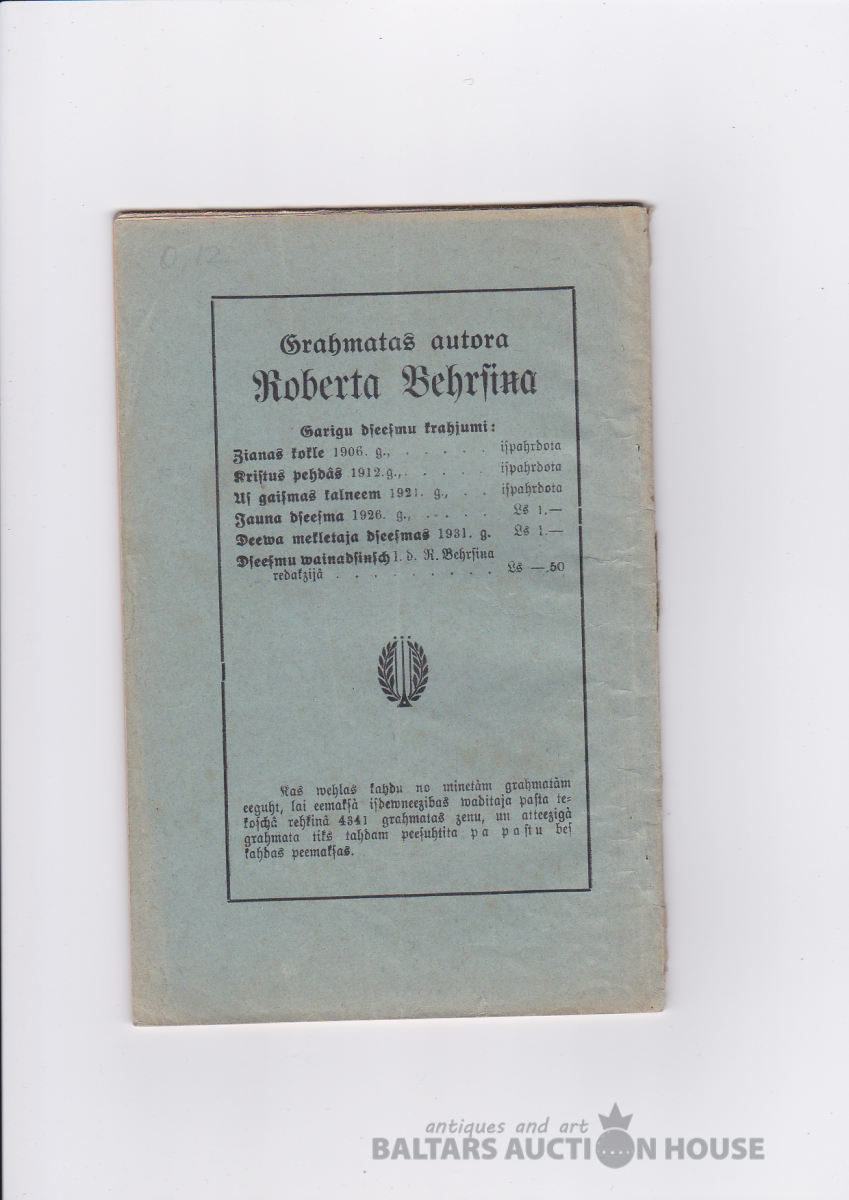 0,12
Grahmatas autora
Roberta Behrsina
Garigu dseesmu krahjumi:
Zianas kokle 1906. g., . . . . . ispahrdota
Kristus pehdâs 1912.g., . . . . . ispahrdota
Us gaismas kalneem 1921. g., . . ispahrdota
Jauna dseesma 1926. g., . . . . . Ls 1.—
Deewa mekletaja dseesmas 1931. g. Ls 1.—
Dseesmu wainadsinsch l. d. R. Behrsina
redakzijâ . . . . . . . . . Ls —.50
Kas wehlas kahdu no minetàm grahmatàm
eeguht, lai eemaksà isdewneezibas waditaja pasta te-
koschâ rehkinâ 4341 grahmatas zenu, un atteezigà
grahmata tiks tahdam peesuhtita pa pastu bes
kahdas peemaksas.
antiques and art
BALTARS AUCTION HOUSE